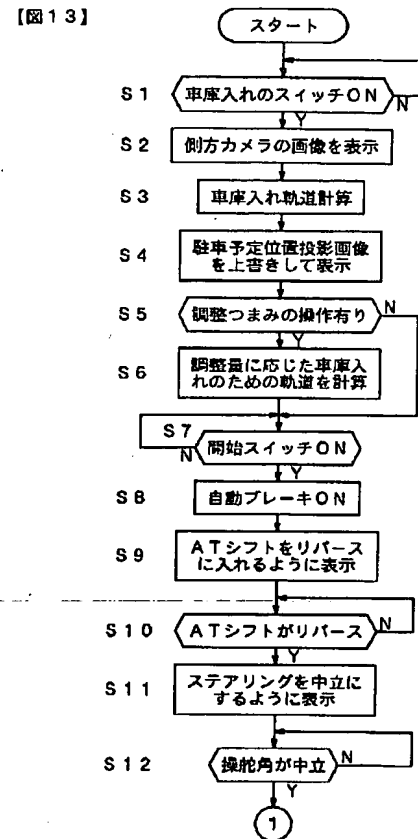 【図13】
スタート
S1
車庫入れのスイッチON
N
Y
S2
側方カメラの画像を表示
S3
車庫入れ軌道計算
S4
駐車予定位置投影画像
を上書きして表示
S5
調整つまみの操作有り
N
Y
S6
調整量に応じた車庫入
れのための軌道を計算
S7
開始スイッチON
N
Y
S8
自動ブレーキON
S9
ATシフトをリバース
に入れるように表示
S10
ATシフトがリバース
N
Y
S11
ステアリングを中立に
するように表示
S12
操舵角が中立
N
Y
1